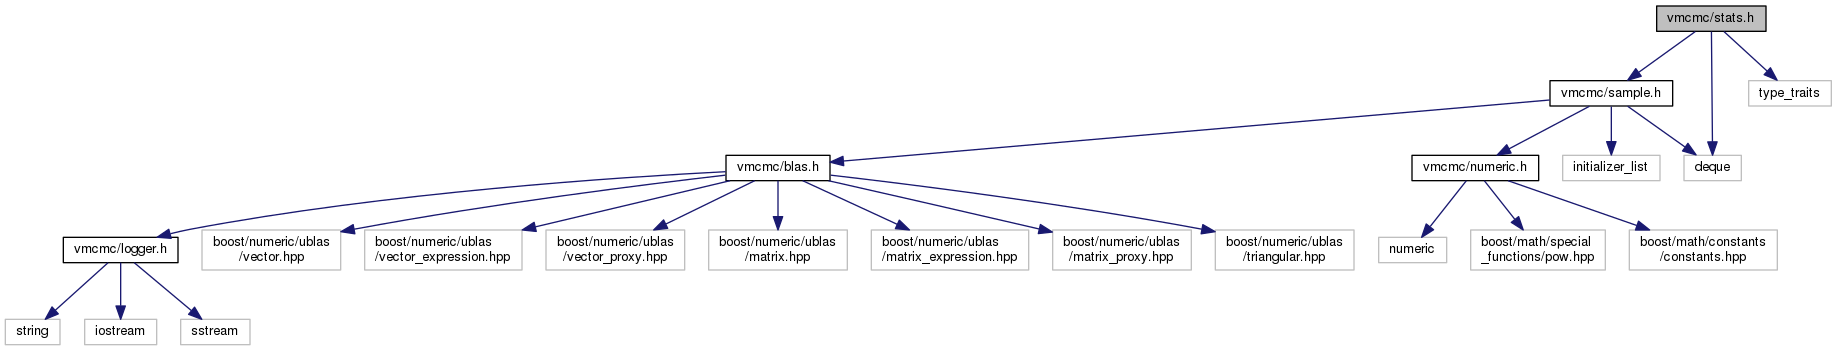 vmcmc/stats.h
vmcmc/sample.h
type_traits
vmcmc/blas.h
vmcmc/numeric.h
initializer_list
deque
vmcmc/logger.h
boost/numeric/ublas
/vector.hpp
boost/numeric/ublas
/vector_expression.hpp
boost/numeric/ublas
/vector_proxy.hpp
boost/numeric/ublas
/matrix.hpp
boost/numeric/ublas
/matrix_expression.hpp
boost/numeric/ublas
/matrix_proxy.hpp
boost/numeric/ublas
/triangular.hpp
numeric
boost/math/special
_functions/pow.hpp
boost/math/constants
/constants.hpp
string
iostream
sstream